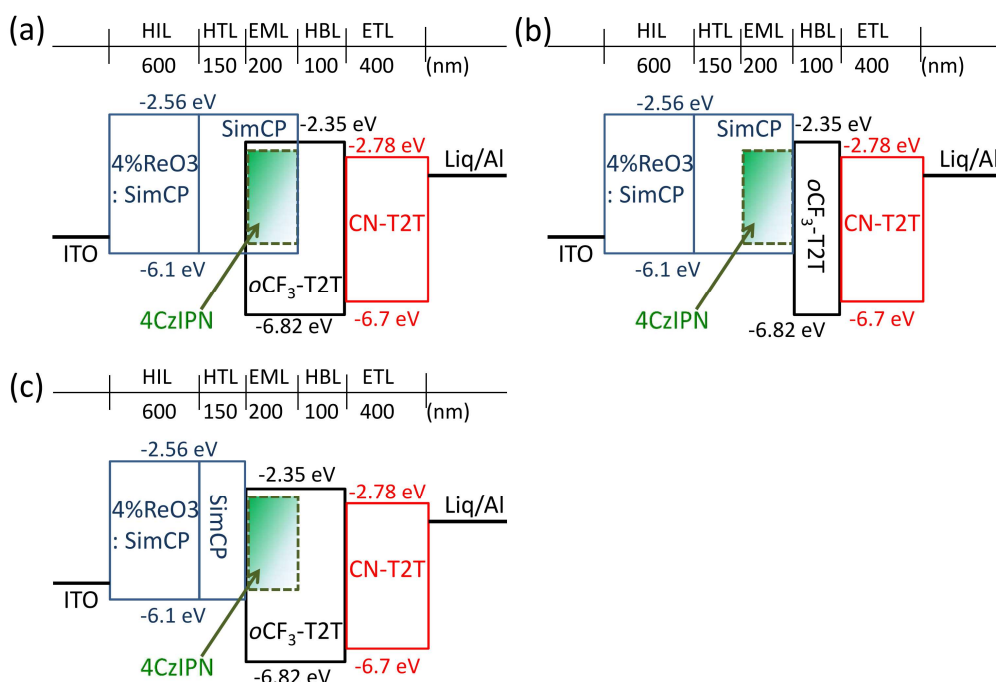 (a)
HIL HTL EML HBL ETL
600 150 200 100 400 (nm)
-2.56 eV
SimCP
-2.35 eV
-2.78 eV
Liq/Al
4%ReO3
: SimCP
CN-T2T
ITO
-6.1 eV
oCF3-T2T
4CzIPN
-6.82 eV
-6.7 eV
(b)
HIL HTL EML HBL ETL
600 150 200 100 400 (nm)
-2.56 eV
SimCP
-2.35 eV
-2.78 eV
Liq/Al
4%ReO3
: SimCP
oCF3-T2T
CN-T2T
ITO
-6.1 eV
4CzIPN
-6.82 eV
-6.7 eV
(c)
HIL HTL EML HBL ETL
600 150 200 100 400 (nm)
-2.56 eV
-2.35 eV
-2.78 eV
Liq/Al
4%ReO3
: SimCP
SimCP
CN-T2T
ITO
-6.1 eV
oCF3-T2T
4CzIPN
-6.82 eV
-6.7 eV